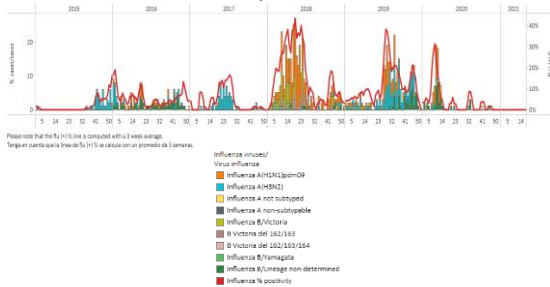 2015 2016 2017 2018 2019 2020 2021
N. cases/casos
20
10
0
40%
30%
20%
10%
0%
5 14 23 32 41 50 5 14 23 32 41 50 5 14 23 32 41 50 5 14 23 32 41 50 5 14 23 32 41 50 5 14 23 32 41 50 5 14
Please note that the flu (+) % line is computed with a 3 week average.
Tenga en cuenta que la línea de flu (+) % se calcula con un promedio de 3 semanas.
Influenza viruses/
Virus influenza
Influenza A(H1N1)pdm09
Influenza A(H3N2)
Influenza A not subtyped
Influenza A non-subtypable
Influenza B/Victoria
B Victoria del 162/163
B Victoria del 162/163/164
Influenza B/Yamagata
Influenza B/Lineage non-determined
Influenza % positivity